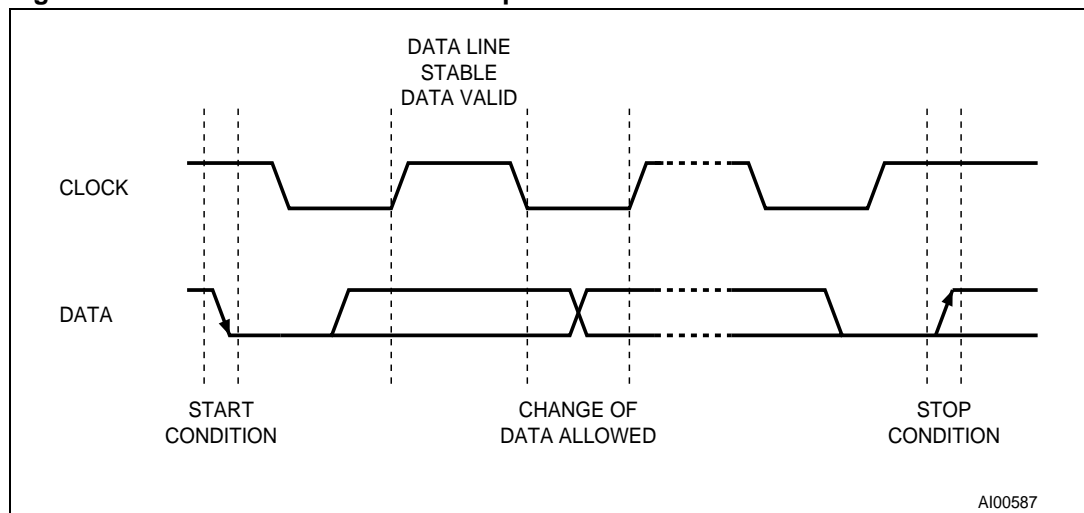 DATA LINE
STABLE
DATA VALID
CLOCK
DATA
START
CONDITION
CHANGE OF
DATA ALLOWED
STOP
CONDITION
AI00587